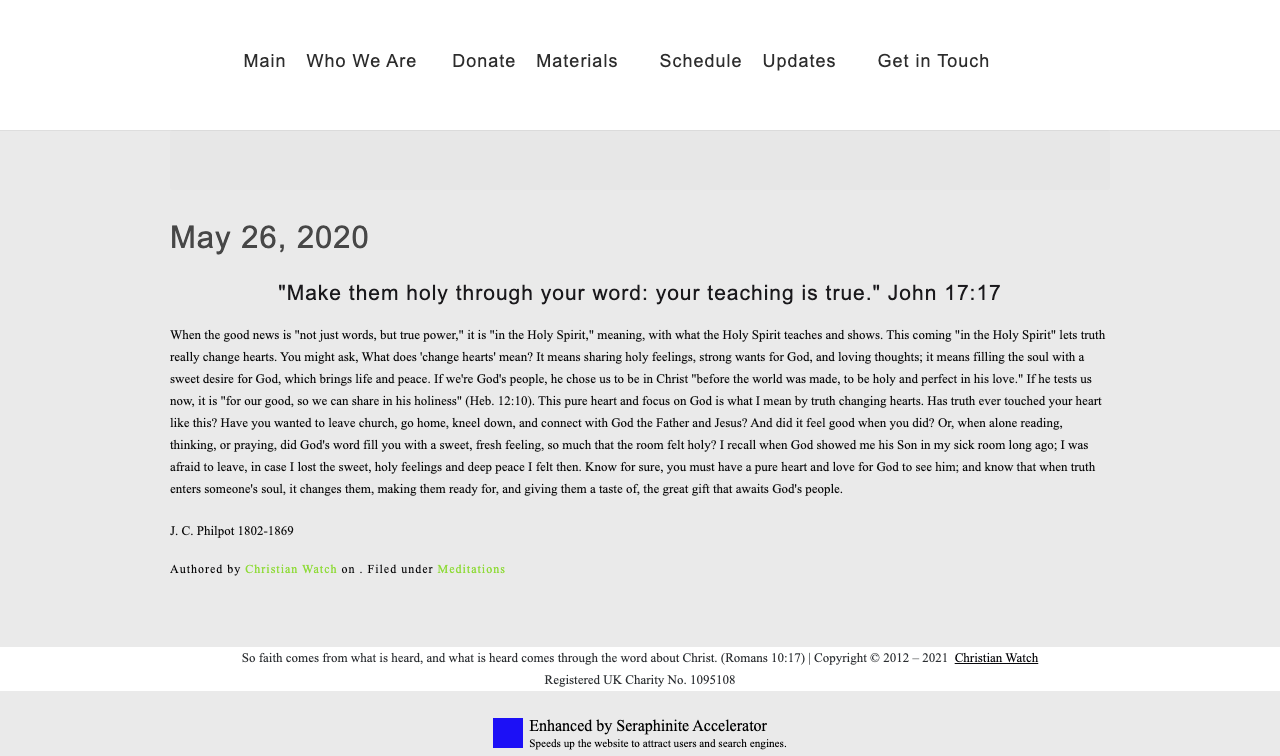 Main Who We Are Donate Materials Schedule Updates Get in Touch
May 26, 2020
"Make them holy through your word: your teaching is true." John 17:17
When the good news is "not just words, but true power," it is "in the Holy Spirit," meaning, with what the Holy Spirit teaches and shows. This coming "in the Holy Spirit" lets truth
really change hearts. You might ask, What does 'change hearts' mean? It means sharing holy feelings, strong wants for God, and loving thoughts; it means filling the soul with a
sweet desire for God, which brings life and peace. If we're God's people, he chose us to be in Christ "before the world was made, to be holy and perfect in his love." If he tests us
now, it is "for our good, so we can share in his holiness" (Heb. 12:10). This pure heart and focus on God is what I mean by truth changing hearts. Has truth ever touched your heart
like this? Have you wanted to leave church, go home, kneel down, and connect with God the Father and Jesus? And did it feel good when you did? Or, when alone reading,
thinking, or praying, did God's word fill you with a sweet, fresh feeling, so much that the room felt holy? I recall when God showed me his Son in my sick room long ago; I was
afraid to leave, in case I lost the sweet, holy feelings and deep peace I felt then. Know for sure, you must have a pure heart and love for God to see him; and know that when truth
enters someone's soul, it changes them, making them ready for, and giving them a taste of, the great gift that awaits God's people.
J. C. Philpot 1802-1869
Authored by Christian Watch on . Filed under Meditations
So faith comes from what is heard, and what is heard comes through the word about Christ. (Romans 10:17) | Copyright © 2012 – 2021 Christian Watch
Registered UK Charity No. 1095108
Enhanced by Seraphinite Accelerator
Speeds up the website to attract users and search engines.